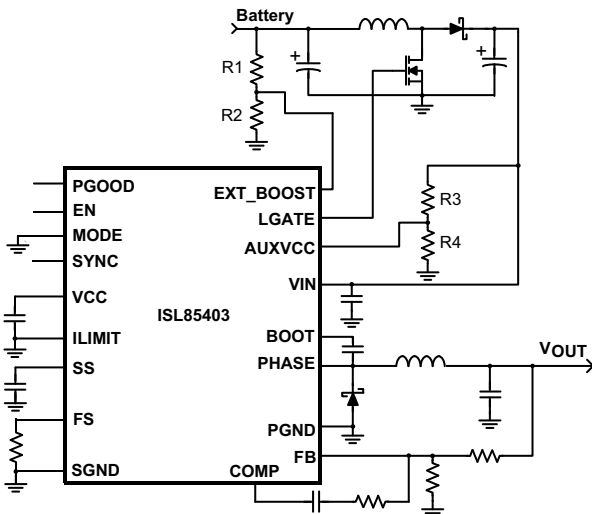 Battery
R1
R2
R3
R4
PGOOD
EN
MODE
SYNC
VCC
ILIMIT
SS
FS
SGND
ISL85403
EXT_BOOST
LGATE
AUXVCC
VIN
BOOT
PHASE
PGND
FB
COMP
VOUT
+
+